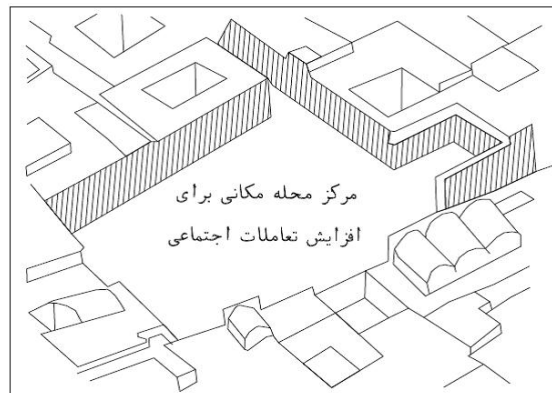 مرکز محله مکانی برای
افزایش تعاملات اجتماعی